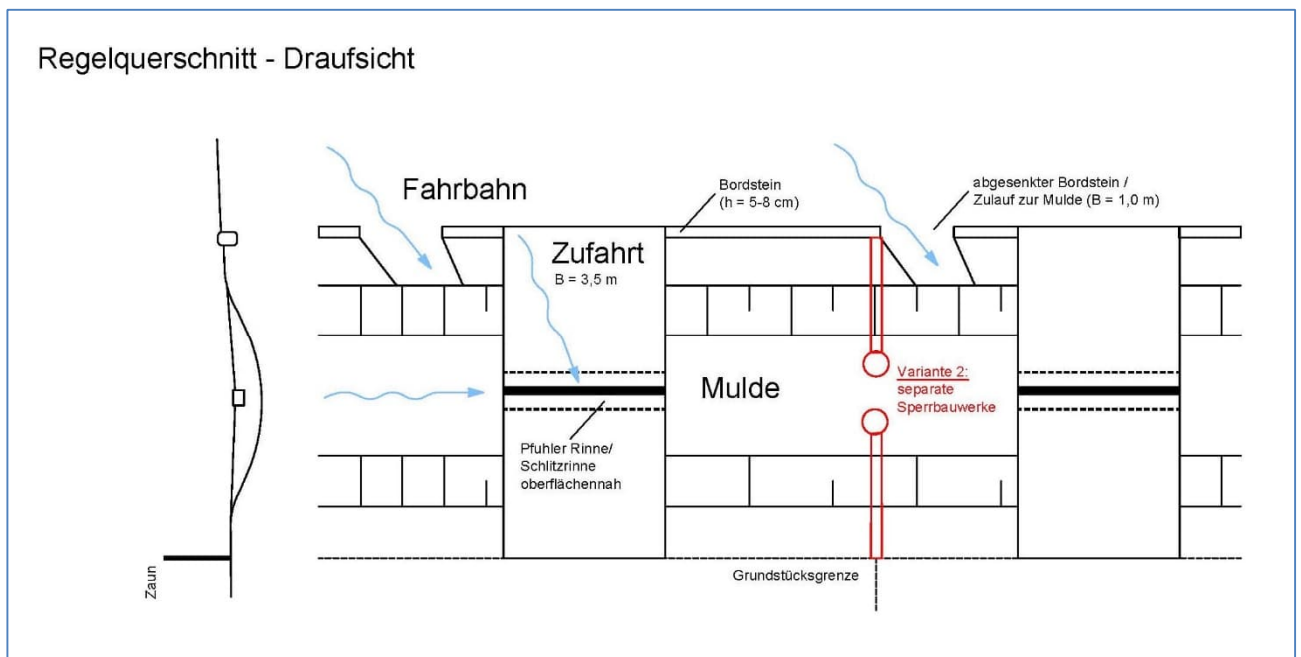 Regelquerschnitt - Draufsicht
Fahrbahn
Bordstein
(h = 5-8 cm)
abgesenkter Bordstein /
Zulauf zur Mulde (B = 1,0 m)
Zufahrt
B = 3,5 m
Mulde
Variante 2:
separate
Sperrbauwerke
Pfuhler Rinne/
Schlitzrinne
oberflächennah
Zaun
Grundstücksgrenze